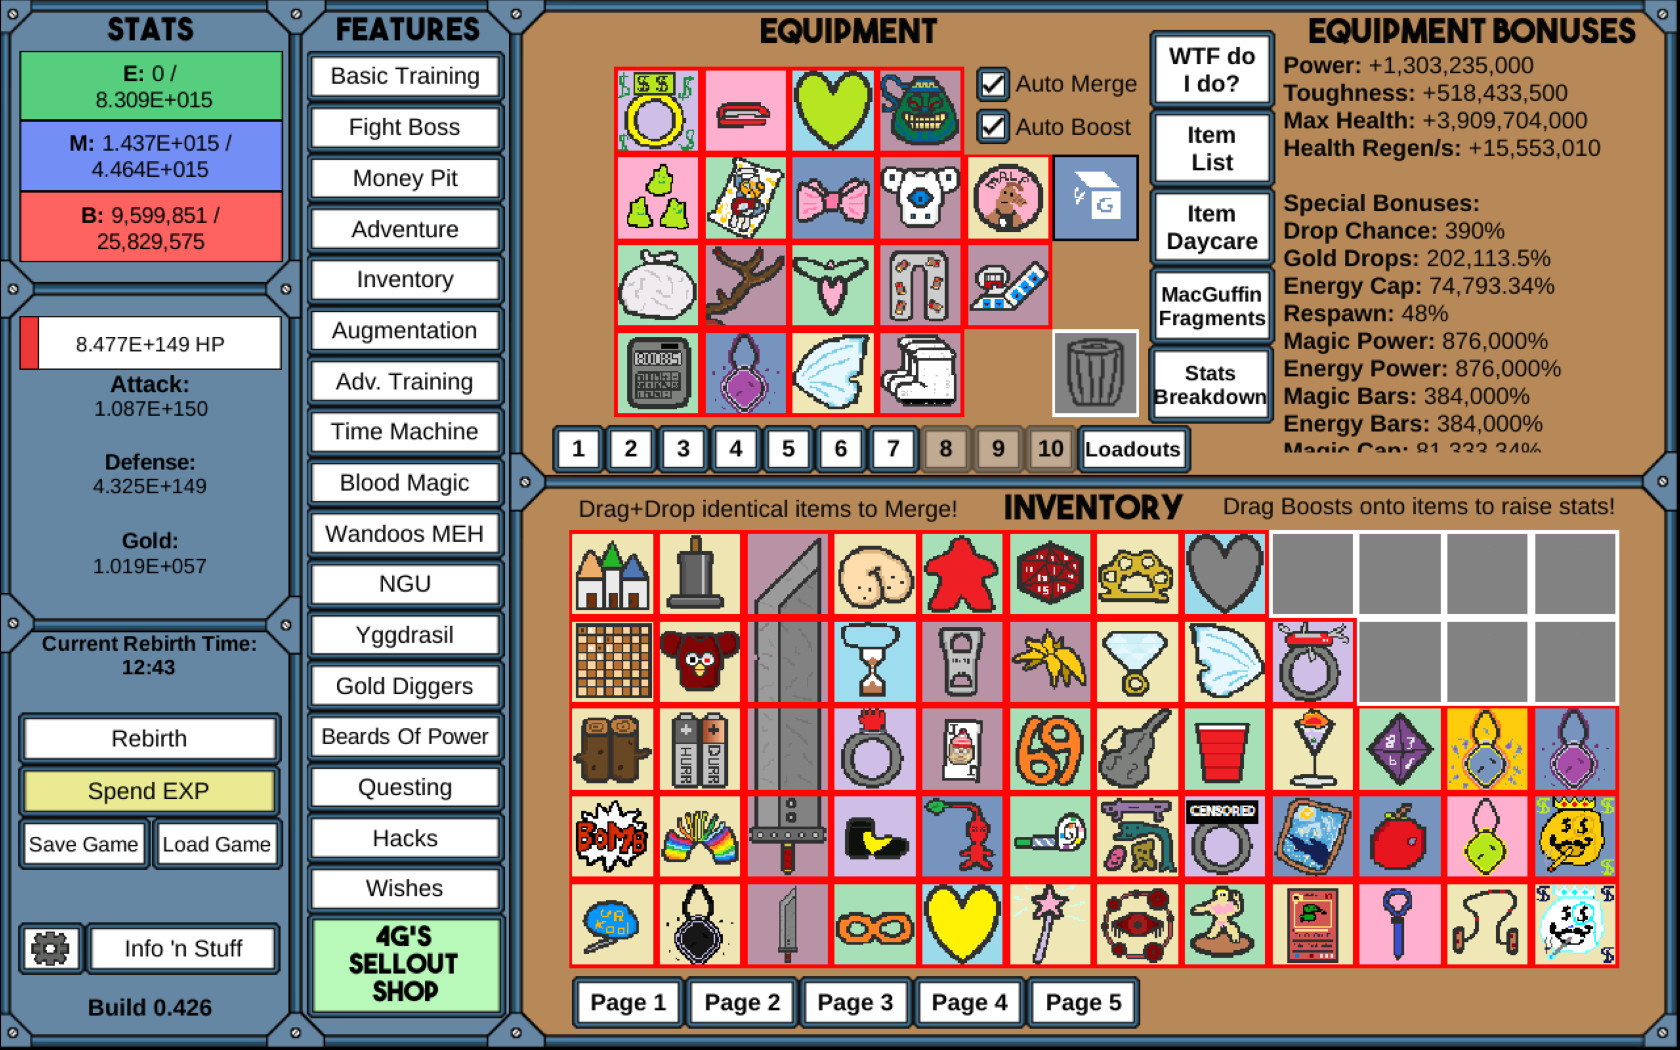 STATS
E: 0 /
8.309E+015
M: 1.437E+015 /
4.464E+015
B: 9,599,851 /
25,829,575
8.477E+149 HP
Attack:
1.087E+150
Defense:
4.325E+149
Gold:
1.019E+057
Current Rebirth Time:
12:43
Rebirth
Spend EXP
Save Game
Load Game
Info 'n Stuff
Build 0.426
FEATURES
Basic Training
Fight Boss
Money Pit
Adventure
Inventory
Augmentation
Adv. Training
Time Machine
Blood Magic
Wandoos MEH
NGU
Yggdrasil
Gold Diggers
Beards Of Power
Questing
Hacks
Wishes
4G'S
SELLOUT
SHOP
EQUIPMENT
Auto Merge
Auto Boost
G
1 2 3 4 5 6 7 8 9 10 Loadouts
WTF do
I do?
Item
List
Item
Daycare
MacGuffin
Fragments
Stats
Breakdown
EQUIPMENT BONUSES
Power: +1,303,235,000
Toughness: +518,433,500
Max Health: +3,909,704,000
Health Regen/s: +15,553,010
Special Bonuses:
Drop Chance: 390%
Gold Drops: 202,113.5%
Energy Cap: 74,793.34%
Respawn: 48%
Magic Power: 876,000%
Energy Power: 876,000%
Magic Bars: 384,000%
Energy Bars: 384,000%
Magic Cap: 81,333.34%
Drag+Drop identical items to Merge!
INVENTORY
Drag Boosts onto items to raise stats!
DURR
69
BOMB
CENSORED
Page 1
Page 2
Page 3
Page 4
Page 5